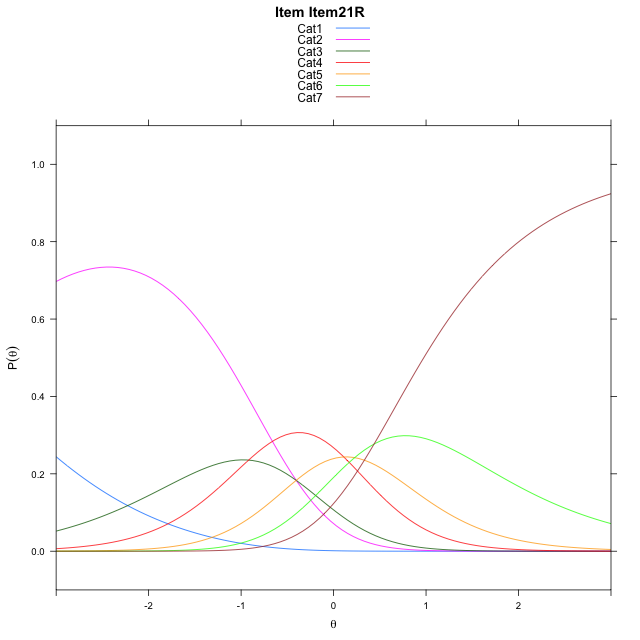 Item Item21R
Cat1
Cat2
Cat3
Cat4
Cat5
Cat6
Cat7
1.0
0.8
0.6
0.4
0.2
0.0
P(θ)
-2 -1 0 1 2
θ